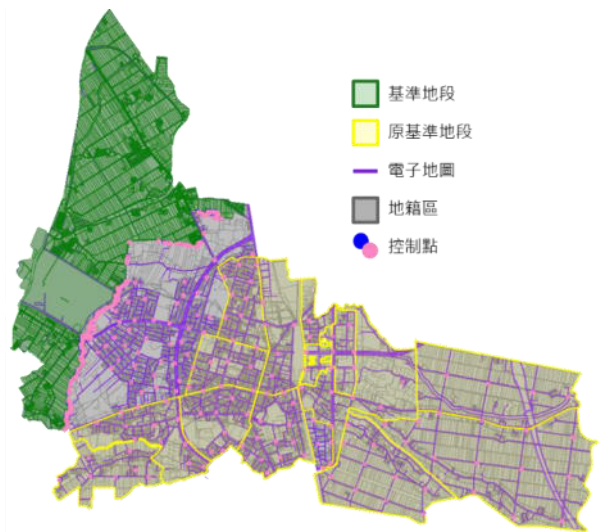 基準地段
原基準地段
電子地圖
地籍區
控制點